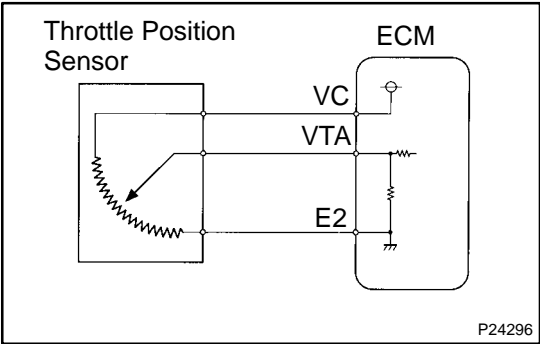 Throttle Position
Sensor
ECM
VC
VTA
E2
P24296